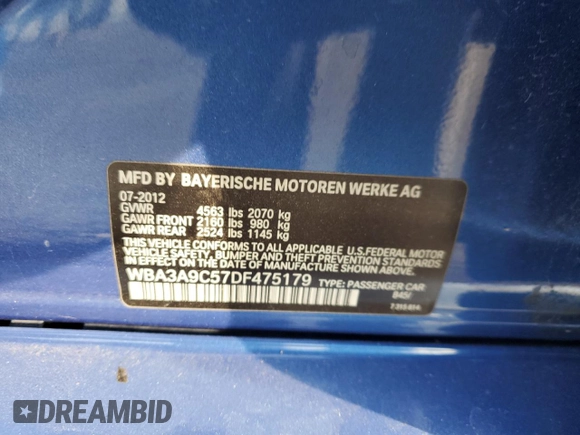 MFD BY BAYERISCHE MOTOREN WERKE AG
07-2012
GVWR 4563 lbs 2070 kg
GAWR FRONT 2160 lbs 980 kg
GAWR REAR 2524 lbs 1145 kg
THIS VEHICLE CONFORMS TO ALL APPLICABLE U.S.FEDERAL MOTOR
VEHICLE SAFETY, BUMPER, AND THEFT PREVENTION STANDARDS
IN EFFECT ON THE DATE OF MANUFACTURE SHOWN ABOVE.
WBA3A9C57DF475179 TYPE: PASSENGER CAR
DREAMBID